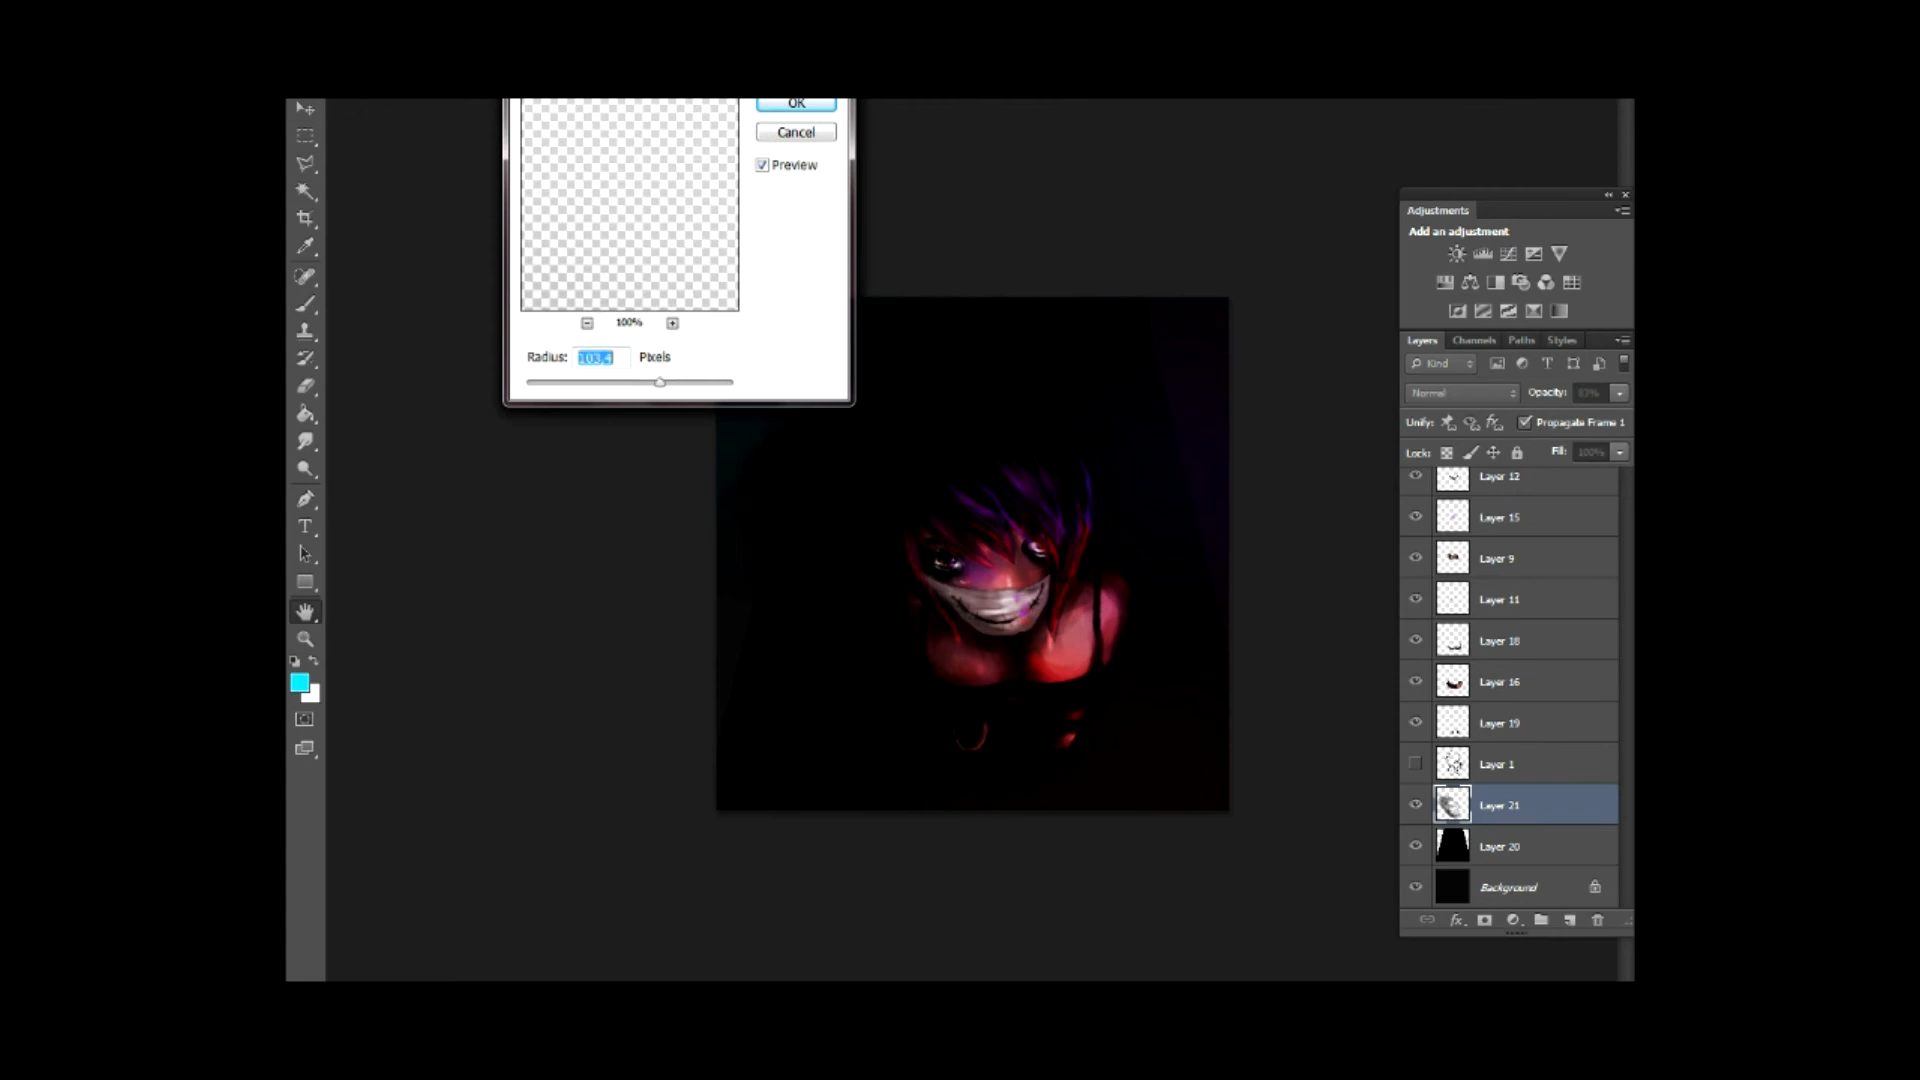 OK
Cancel
Preview
100%
Radius: 103,4 Pixels
Adjustments
Add an adjustment
Layers Channels Paths Styles
Kind
Normal Opacity:
Unify: Propagate Frame 1
Lock: Fill: 100%
Layer 12
Layer 15
Layer 9
Layer 11
Layer 18
Layer 16
Layer 19
Layer 1
Layer 21
Layer 20
Background